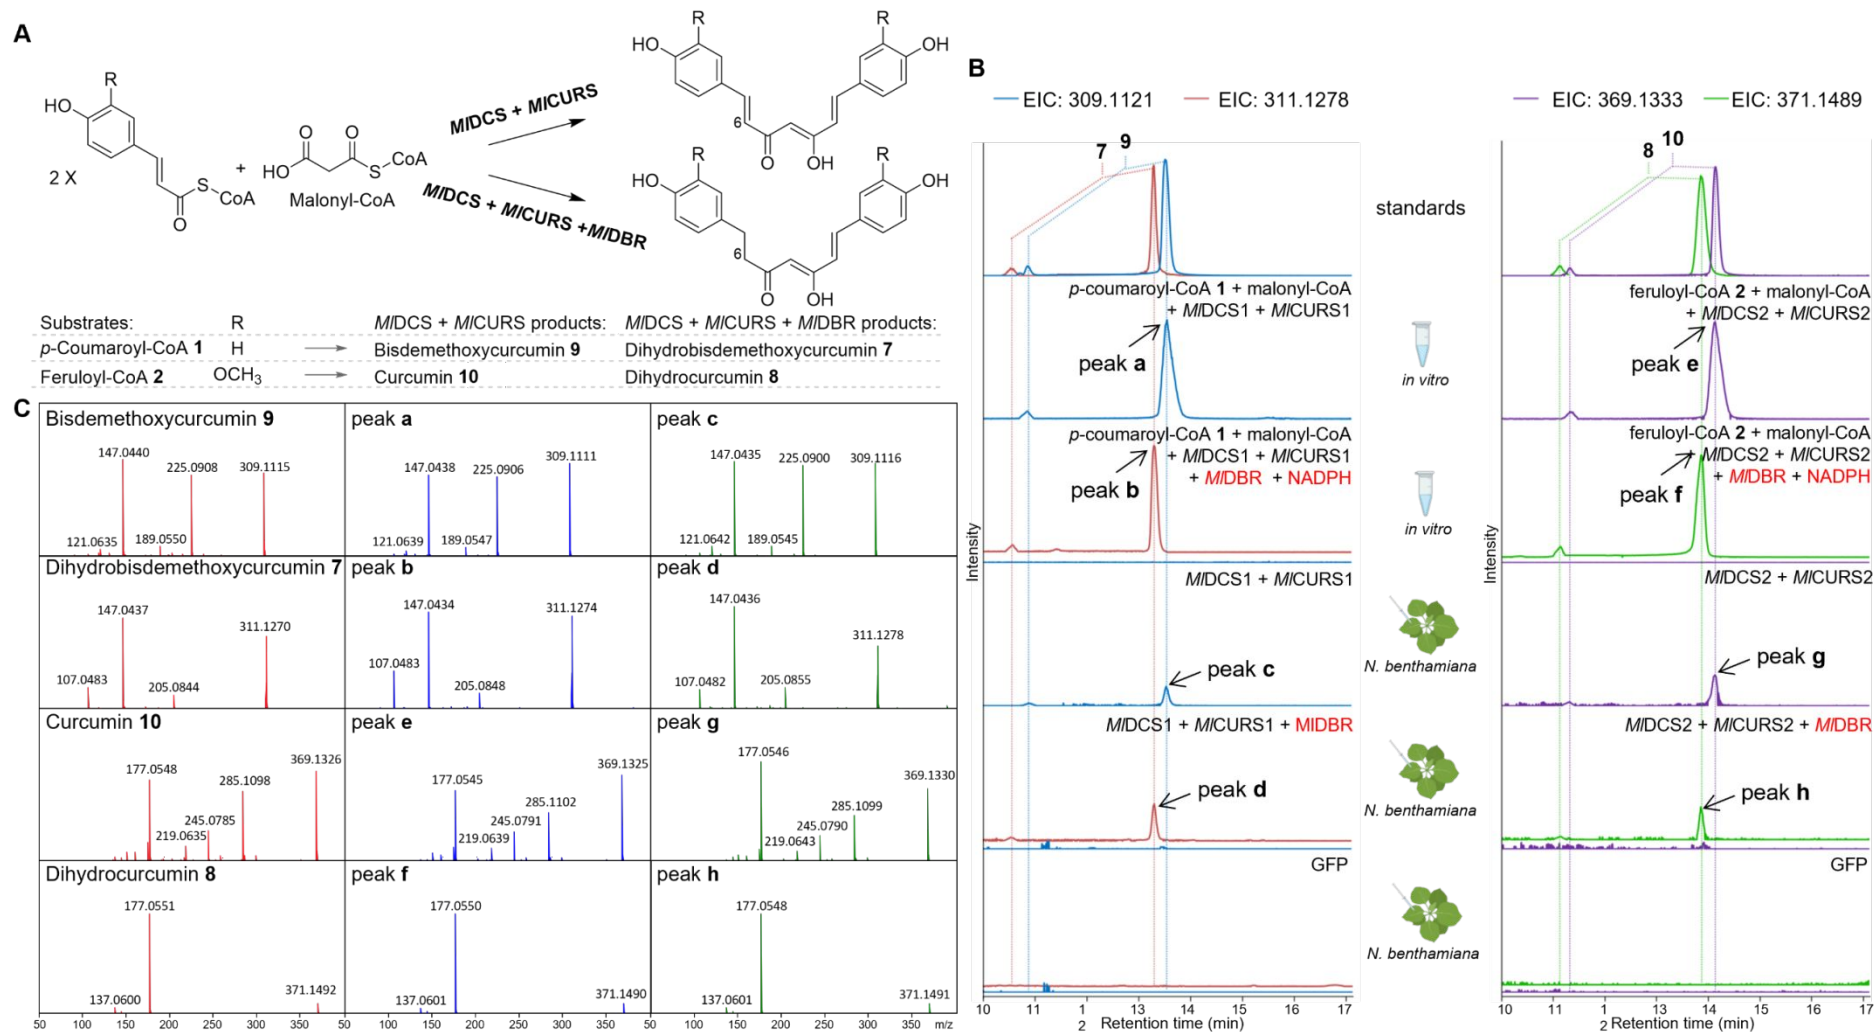 A
R
HO
S
CoA
O
2 X
+
O
O
HO
S
CoA
Malonyl-CoA
MlDCS + MlCURS
MlDCS + MlCURS +MlDBR
R
R
HO
OH
6
O
OH
R
R
HO
OH
6
O
OH
Substrates: R MlDCS + MlCURS products: MlDCS + MlCURS + MlDBR products:
p-Coumaroyl-CoA 1 H Bisdemethoxycurcumin 9 Dihydrobisdemethoxycurcumin 7
Feruloyl-CoA 2 OCH3 Curcumin 10 Dihydrocurcumin 8
B
EIC: 309.1121 EIC: 311.1278
7 9
p-coumaroyl-CoA 1 + malonyl-CoA
+ MlDCS1 + MlCURS1
peak a
p-coumaroyl-CoA 1 + malonyl-CoA
+ MlDCS1 + MlCURS1
+ MlDBR + NADPH
peak b
MlDCS1 + MlCURS1
peak c
MlDCS1 + MlCURS1 + MlDBR
peak d
GFP
Intensity
10 11 12 13 14 15 16 17
Retention time (min)
standards
in vitro
in vitro
N. benthamiana
N. benthamiana
N. benthamiana
EIC: 369.1333 EIC: 371.1489
8 10
feruloyl-CoA 2 + malonyl-CoA
+ MlDCS2 + MlCURS2
peak e
feruloyl-CoA 2 + malonyl-CoA
+ MlDCS2 + MlCURS2
+ MlDBR + NADPH
peak f
MlDCS2 + MlCURS2
peak g
MlDCS2 + MlCURS2 + MlDBR
peak h
GFP
Intensity
10 11 12 13 14 15 16 17
Retention time (min)
C
Bisdemethoxycurcumin 9
147.0440
225.0908
309.1115
121.0635
189.0550
peak a
147.0438
225.0906
309.1111
121.0639
189.0547
peak c
147.0435
225.0900
309.1116
121.0642
189.0545
Dihydrobisdemethoxycurcumin 7
147.0437
311.1270
107.0483
205.0844
peak b
147.0434
311.1274
107.0483
205.0848
peak d
147.0436
311.1278
107.0482
205.0855
Curcumin 10
369.1326
177.0548
285.1098
245.0785
219.0635
peak e
369.1325
177.0545
285.1102
245.0791
219.0639
peak g
177.0546
369.1330
285.1099
245.0790
219.0643
Dihydrocurcumin 8
177.0551
137.0600
371.1492
peak f
177.0550
137.0601
371.1490
peak h
177.0548
137.0601
371.1491
50 100 150 200 250 300 350 50 100 150 200 250 300 350 50 100 150 200 250 300 350 m/z